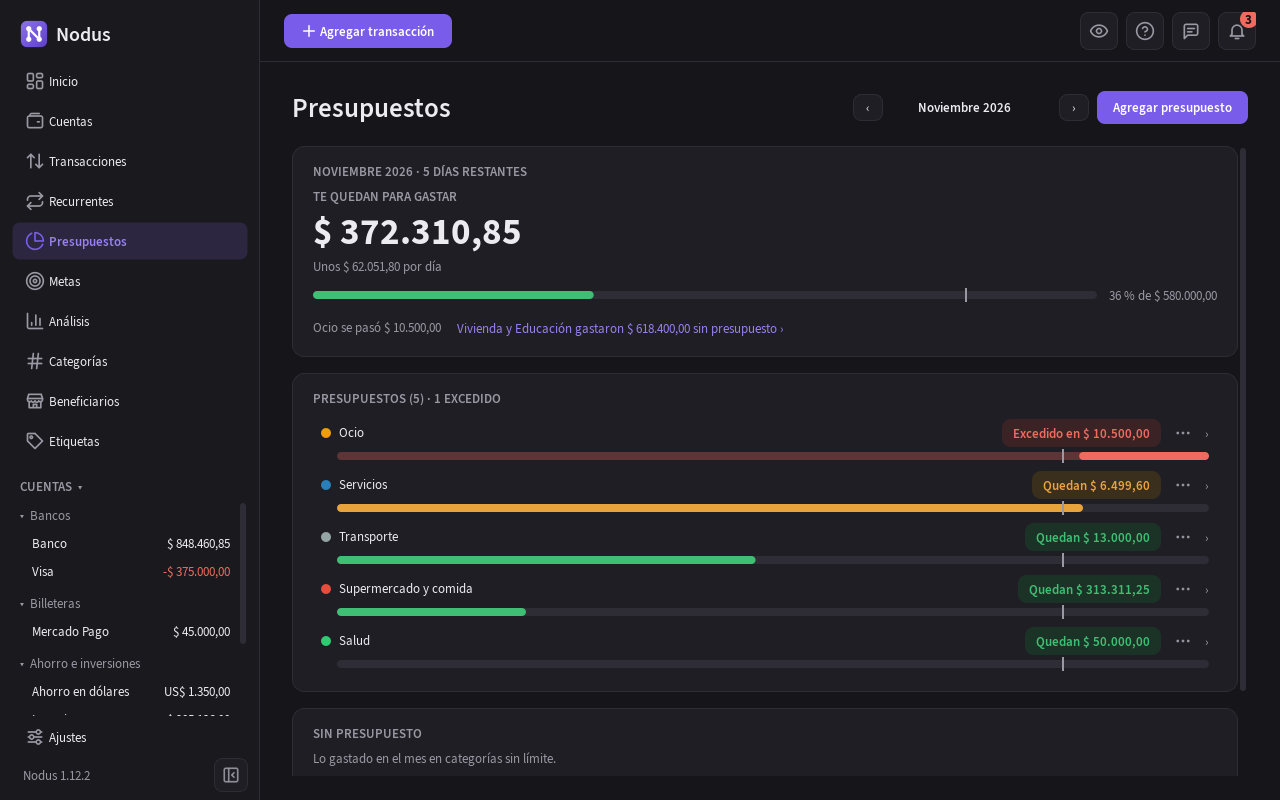 Nodus
Inicio
Cuentas
Transacciones
Recurrentes
Presupuestos
Metas
Análisis
Categorías
Beneficiarios
Etiquetas
CUENTAS ▾
▾ Bancos
Banco $ 848.460,85
Visa -$ 375.000,00
▾ Billeteras
Mercado Pago $ 45.000,00
▾ Ahorro e inversiones
Ahorro en dólares US$ 1.350,00
Ajustes
Nodus 1.12.2
Agregar transacción
3
Presupuestos
‹ Noviembre 2026 ›
Agregar presupuesto
NOVIEMBRE 2026 · 5 DÍAS RESTANTES
TE QUEDAN PARA GASTAR
$ 372.310,85
Unos $ 62.051,80 por día
36 % de $ 580.000,00
Ocio se pasó $ 10.500,00 Vivienda y Educación gastaron $ 618.400,00 sin presupuesto ›
PRESUPUESTOS (5) · 1 EXCEDIDO
Ocio Excedido en $ 10.500,00 ··· ›
Servicios Quedan $ 6.499,60 ··· ›
Transporte Quedan $ 13.000,00 ··· ›
Supermercado y comida Quedan $ 313.311,25 ··· ›
Salud Quedan $ 50.000,00 ··· ›
SIN PRESUPUESTO
Lo gastado en el mes en categorías sin límite.